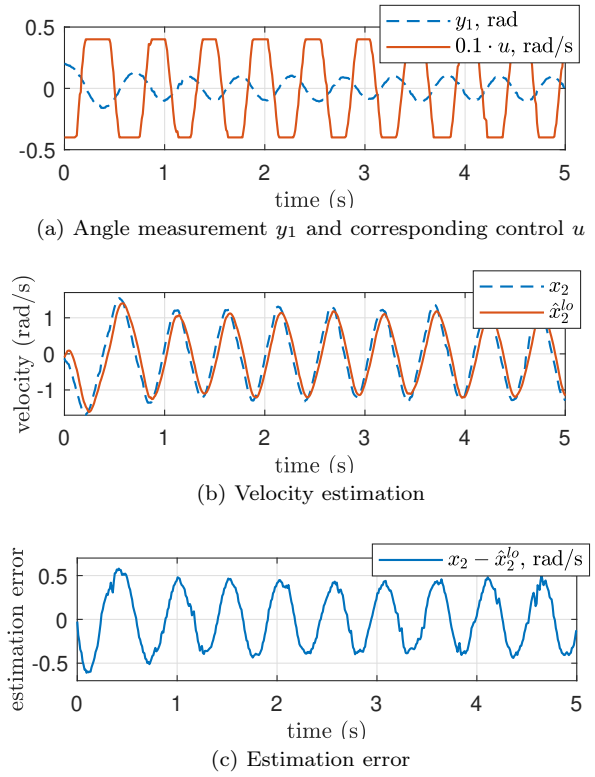 0.5
0
-0.5
y₁, rad
0.1 · u, rad/s
0 1 2 3 4 5
time (s)
(a) Angle measurement y₁ and corresponding control u
velocity (rad/s)
1
0
-1
x₂
x̂₂ˡᵒ
0 1 2 3 4 5
time (s)
(b) Velocity estimation
estimation error
0.5
0
-0.5
x₂ − x̂₂ˡᵒ, rad/s
0 1 2 3 4 5
time (s)
(c) Estimation error